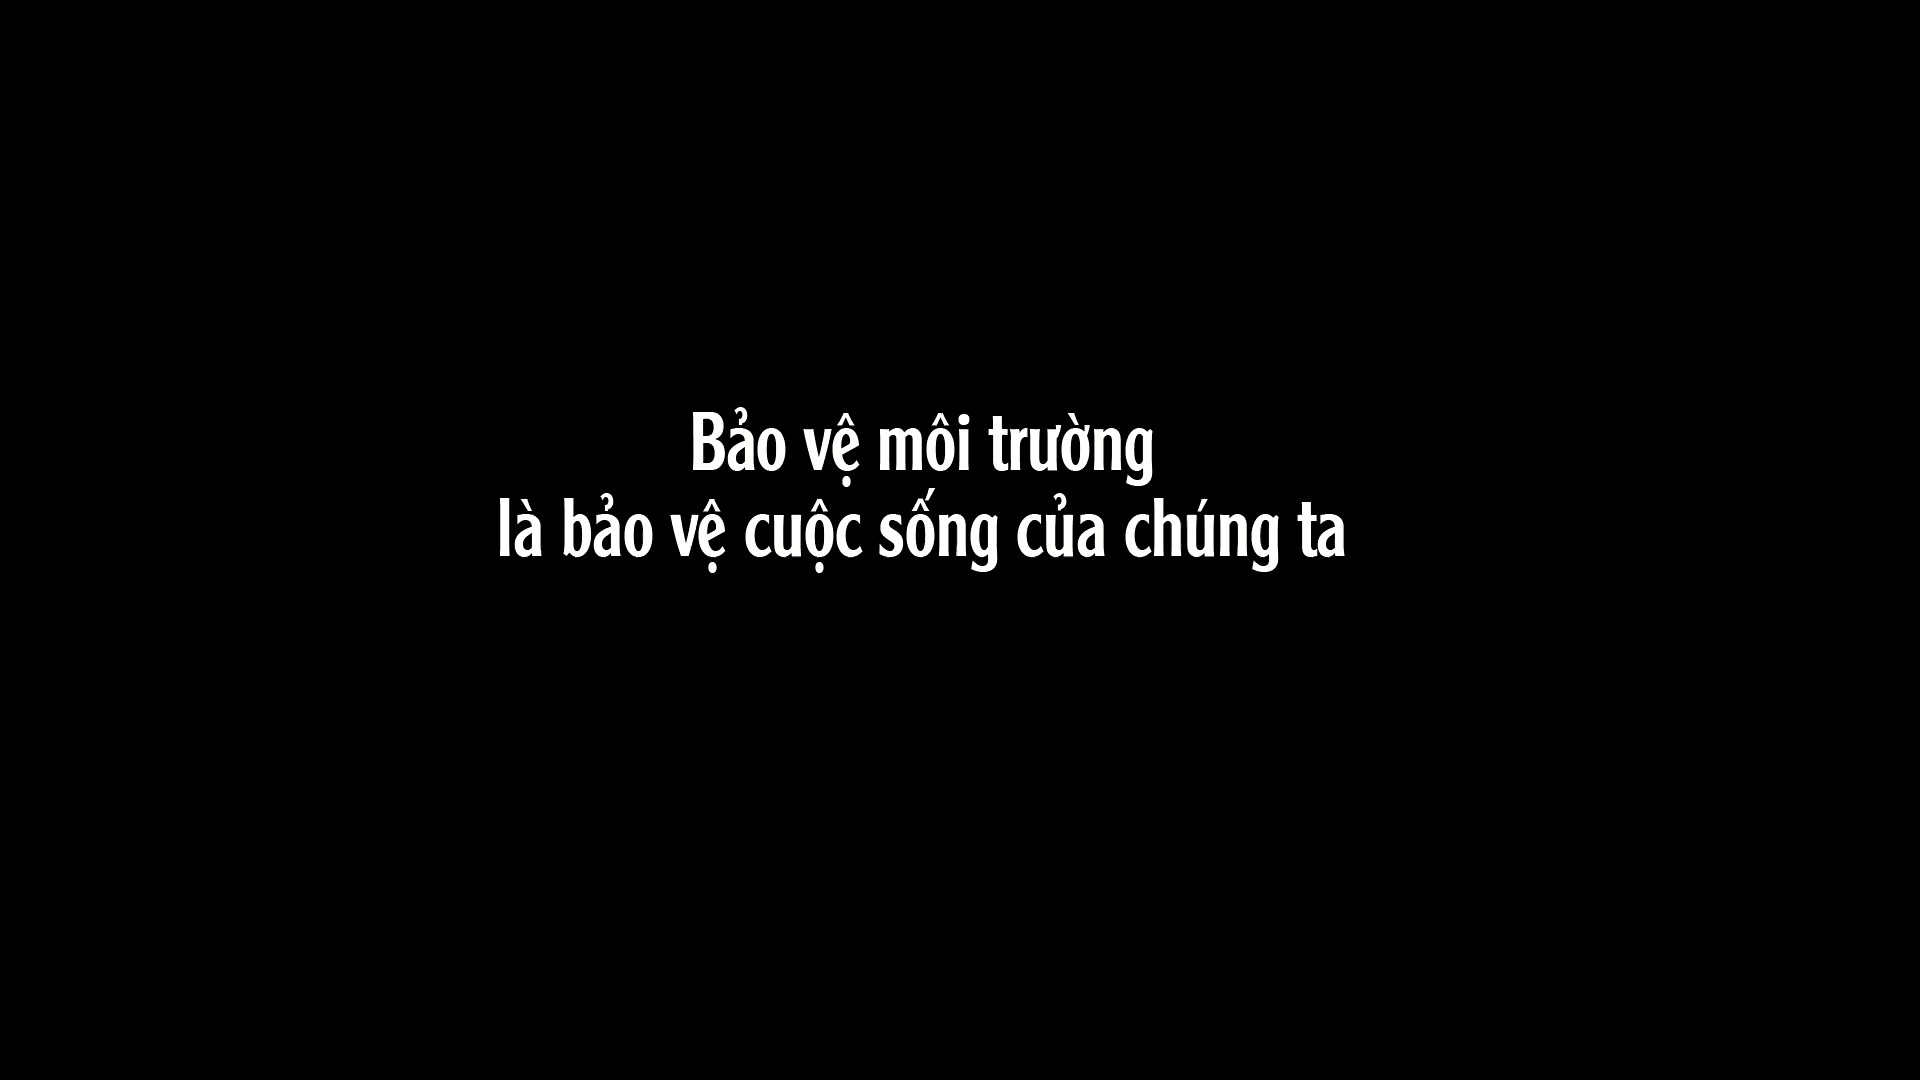 Bảo vệ môi trường
là bảo vệ cuộc sống của chúng ta